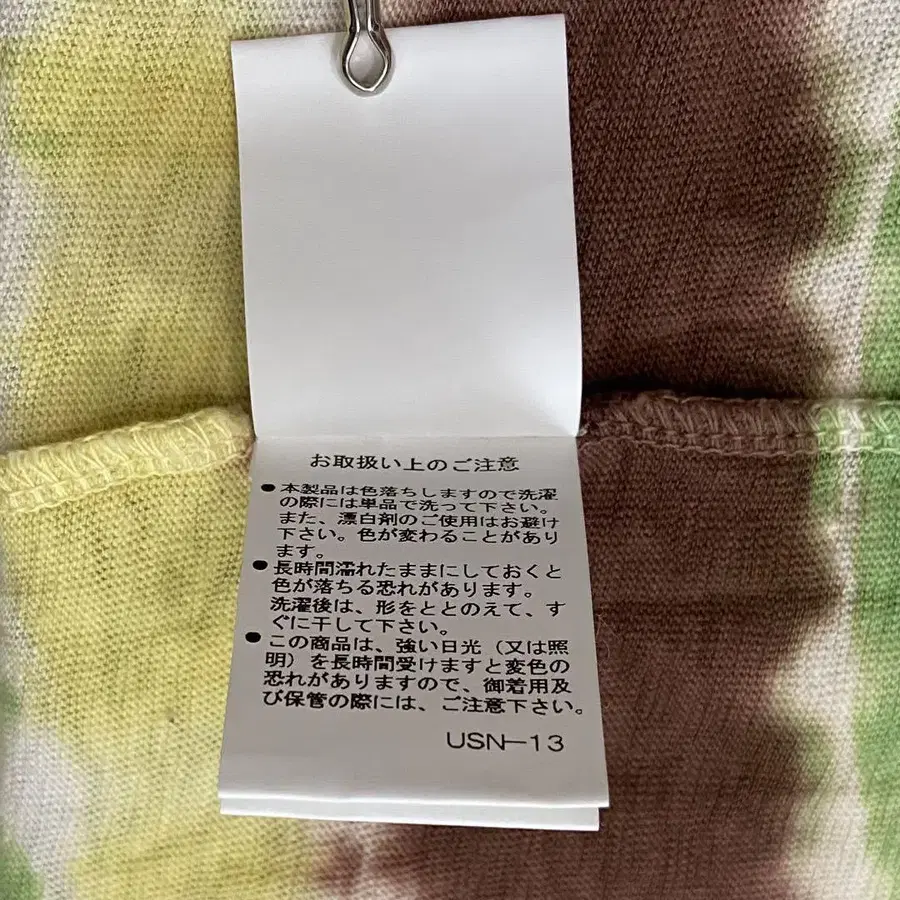 お取扱い上のご注意
●本製品は色落ちしますので洗濯
の際には単品で洗って下さい。
また、漂白剤のご使用はお避け
下さい。色が変わることがあり
ます。
●長時間濡れたままにしておくと
色が落ちる恐れがあります。
洗濯後は、形をととのえて、す
ぐに干して下さい。
●この商品は、強い日光（又は照
明）を長時間受けますと変色の
恐れがありますので、御着用及
び保管の際には、ご注意下さい。
USN－13